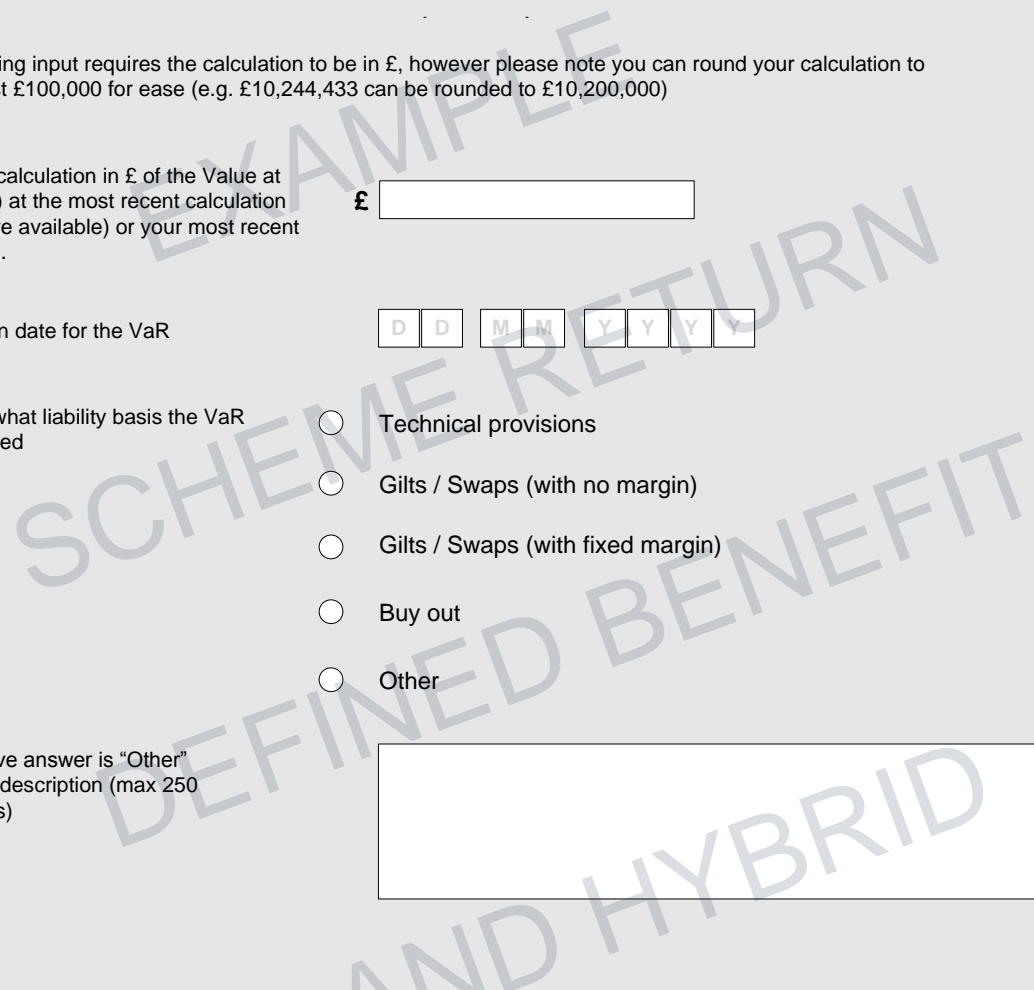 ing input requires the calculation to be in £, however please note you can round your calculation to
t £100,000 for ease (e.g. £10,244,433 can be rounded to £10,200,000)
calculation in £ of the Value at
) at the most recent calculation
e available) or your most recent
.
£
n date for the VaR
D D M M Y Y Y Y
what liability basis the VaR
ed
Technical provisions
Gilts / Swaps (with no margin)
Gilts / Swaps (with fixed margin)
Buy out
Other
ve answer is “Other”
description (max 250
s)
EXAMPLE
SCHEME RETURN
DEFINED BENEFIT
AND HYBRID